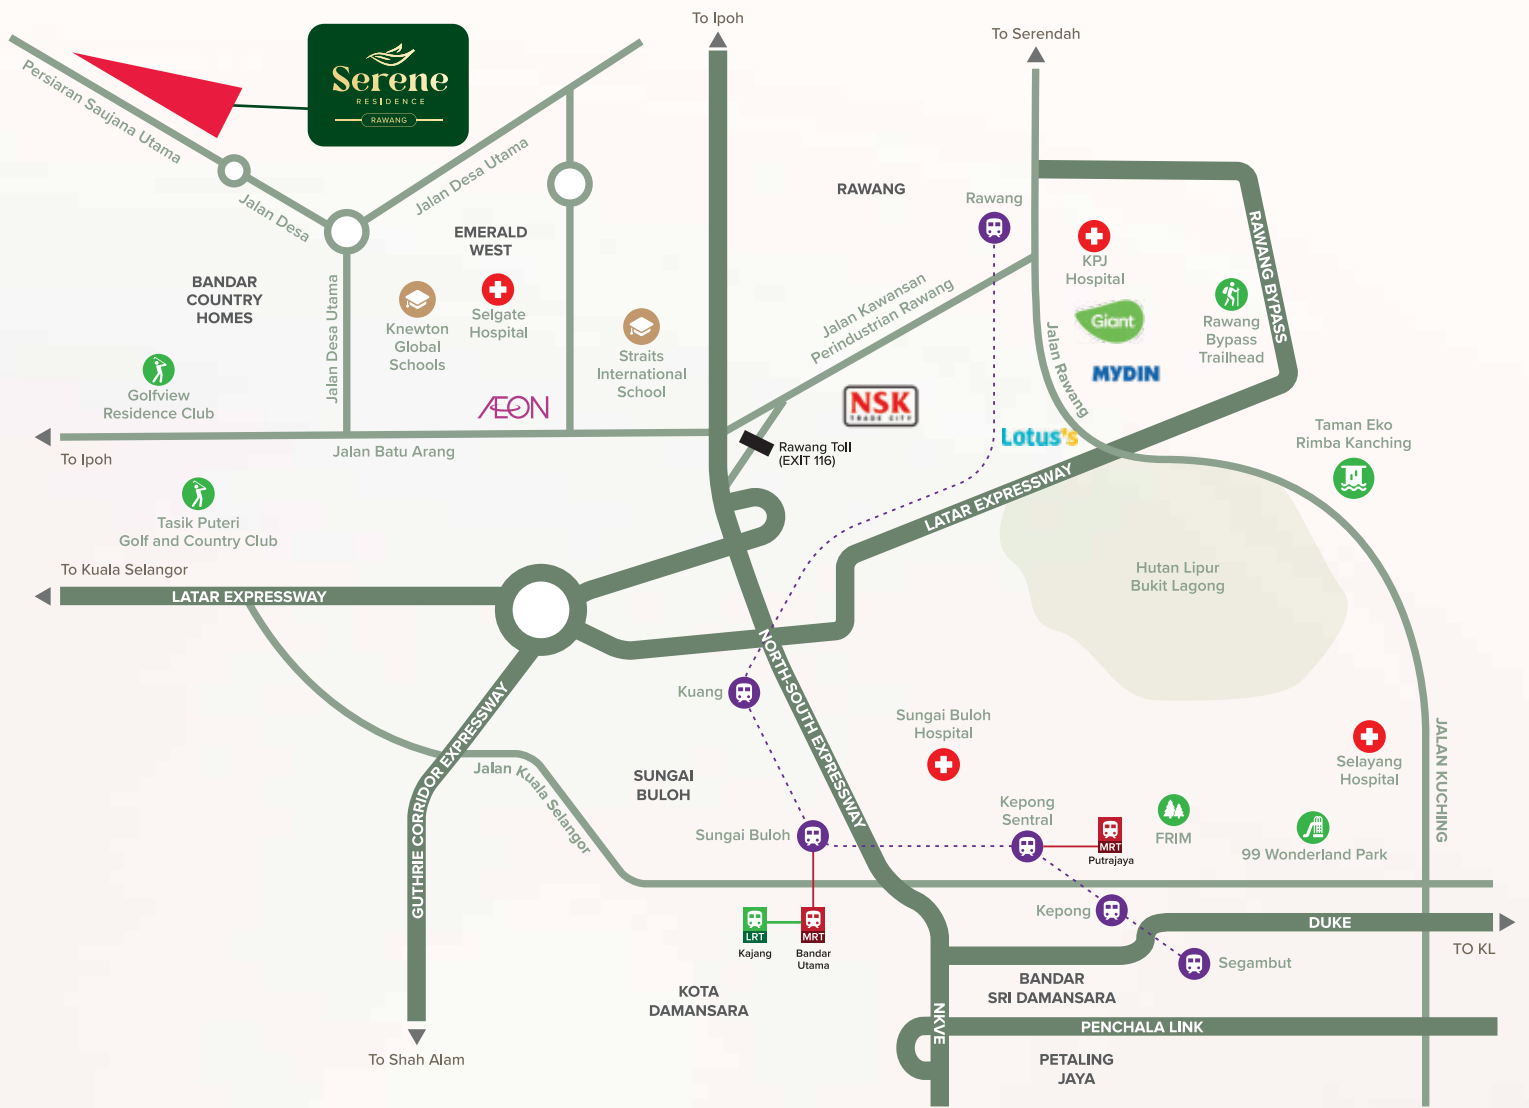 To Ipoh
To Serendah
Serene
RESIDENCE
RAWANG
Persiaran Saujana Utama
Jalan Desa
Jalan Desa Utama
EMERALD
WEST
RAWANG
Rawang
KPJ
Hospital
RAWANG BYPASS
BANDAR
COUNTRY
HOMES
Jalan Desa Utama
Knewton
Global
Schools
Selgate
Hospital
Straits
International
School
Jalan Kawansan
Perindustrian Rawang
Giant
Jalan Rawang
MYDIN
Rawang
Bypass
Trailhead
Golfview
Residence Club
AEON
NSK
TRADE CITY
Lotus's
Taman Eko
Rimba Kanching
To Ipoh
Jalan Batu Arang
Rawang Toll
(EXIT 116)
LATAR EXPRESSWAY
Tasik Puteri
Golf and Country Club
To Kuala Selangor
LATAR EXPRESSWAY
Hutan Lipur
Bukit Lagong
NORTH-SOUTH EXPRESSWAY
Kuang
GUTHRIE CORRIDOR EXPRESSWAY
Jalan Kuala Selangor
SUNGAI
BULOH
Sungai Buloh
Hospital
Selayang
Hospital
JALAN KUCHING
Sungai Buloh
Kepong
Sentral
MRT
Putrajaya
FRIM
99 Wonderland Park
LRT
Kajang
MRT
Bandar
Utama
Kepong
DUKE
TO KL
Segambut
KOTA
DAMANSARA
BANDAR
SRI DAMANSARA
NKVE
PENCHALA LINK
To Shah Alam
PETALING
JAYA